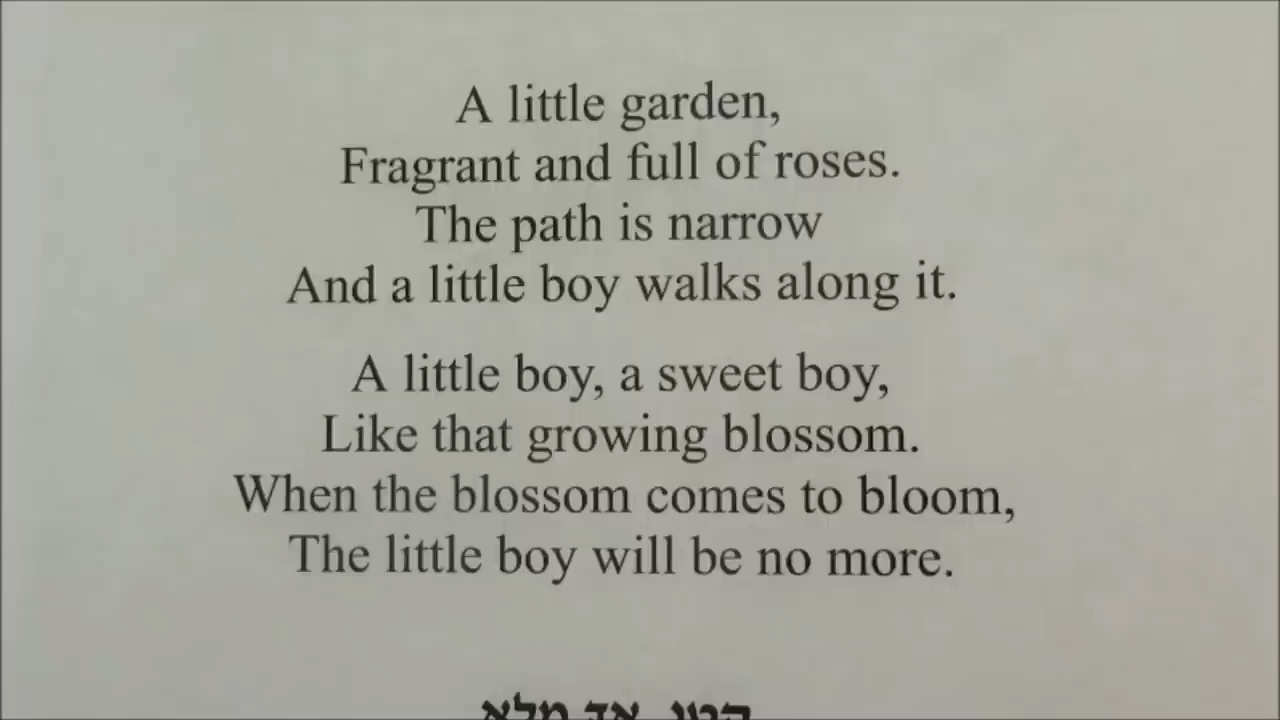 A little garden,
Fragrant and full of roses.
The path is narrow
And a little boy walks along it.
A little boy, a sweet boy,
Like that growing blossom.
When the blossom comes to bloom,
The little boy will be no more.